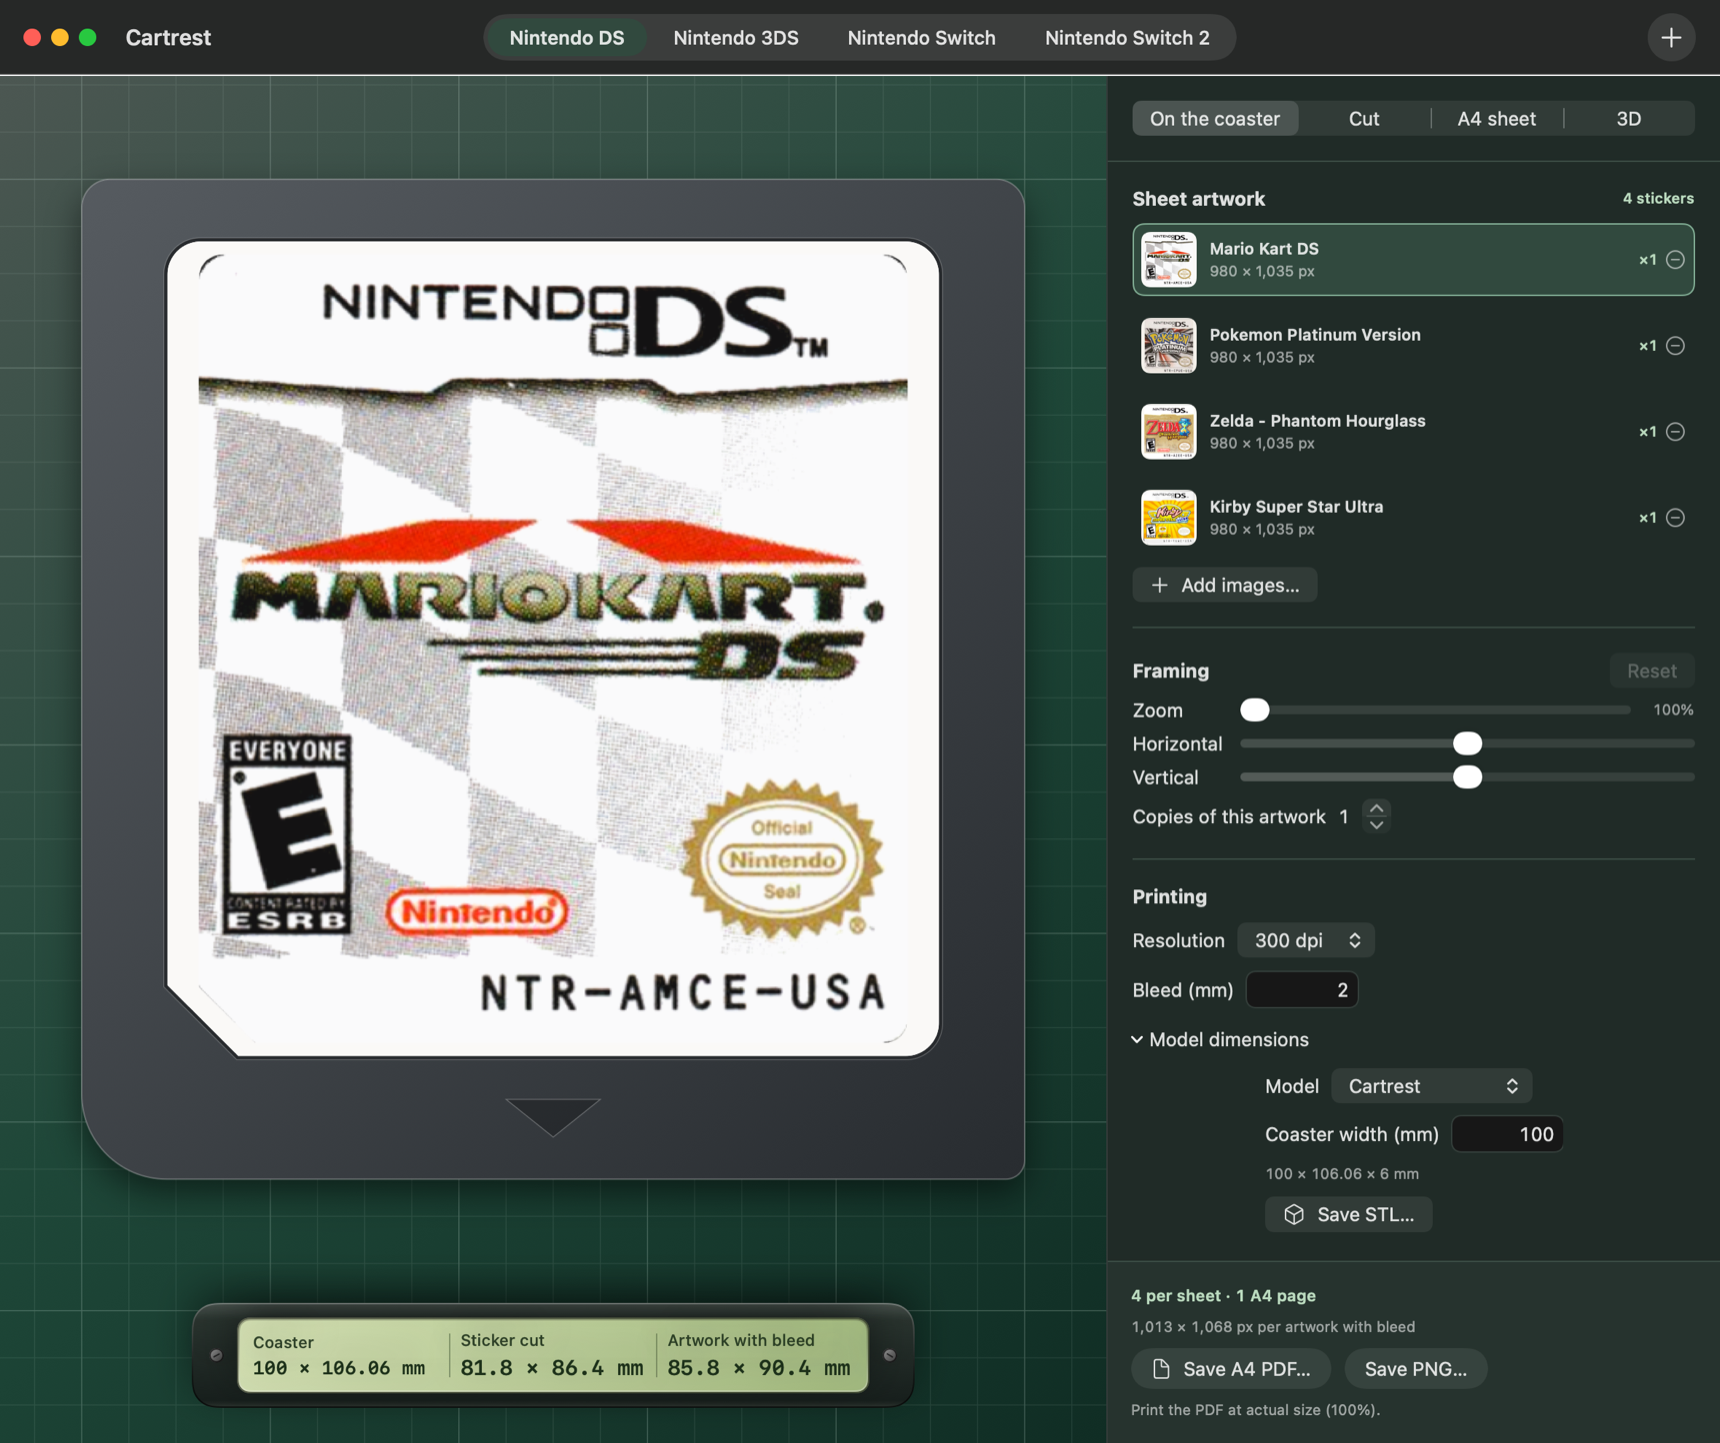 Cartrest
Nintendo DS
Nintendo 3DS
Nintendo Switch
Nintendo Switch 2
NINTENDO DS TM
MARIOKART.
DS
EVERYONE
E
CONTENT RATED BY
ESRB
Nintendo®
Official
Nintendo
Seal
®
NTR-AMCE-USA
Coaster
100 × 106.06 mm
Sticker cut
81.8 × 86.4 mm
Artwork with bleed
85.8 × 90.4 mm
On the coaster
Cut
A4 sheet
3D
Sheet artwork
4 stickers
Mario Kart DS
980 × 1,035 px
×1
Pokemon Platinum Version
980 × 1,035 px
×1
Zelda - Phantom Hourglass
980 × 1,035 px
×1
Kirby Super Star Ultra
980 × 1,035 px
×1
Add images...
Framing
Reset
Zoom
100%
Horizontal
Vertical
Copies of this artwork 1
Printing
Resolution 300 dpi
Bleed (mm) 2
Model dimensions
Model Cartrest
Coaster width (mm) 100
100 × 106.06 × 6 mm
Save STL...
4 per sheet · 1 A4 page
1,013 × 1,068 px per artwork with bleed
Save A4 PDF...
Save PNG...
Print the PDF at actual size (100%).